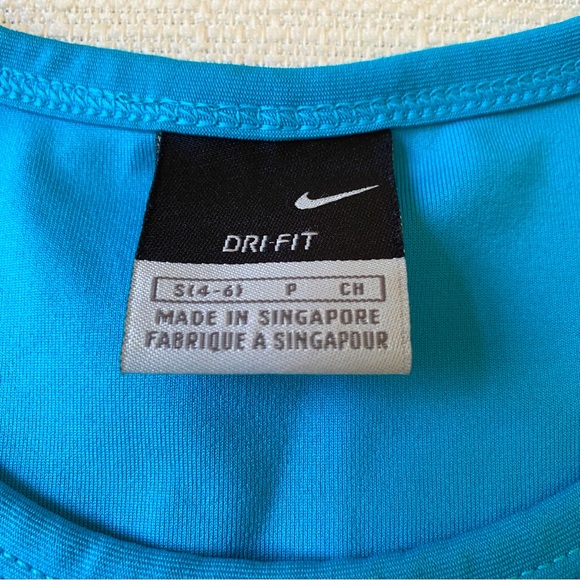 DRI-FIT
S(4-6) P CH
MADE IN SINGAPORE
FABRIQUE A SINGAPOUR